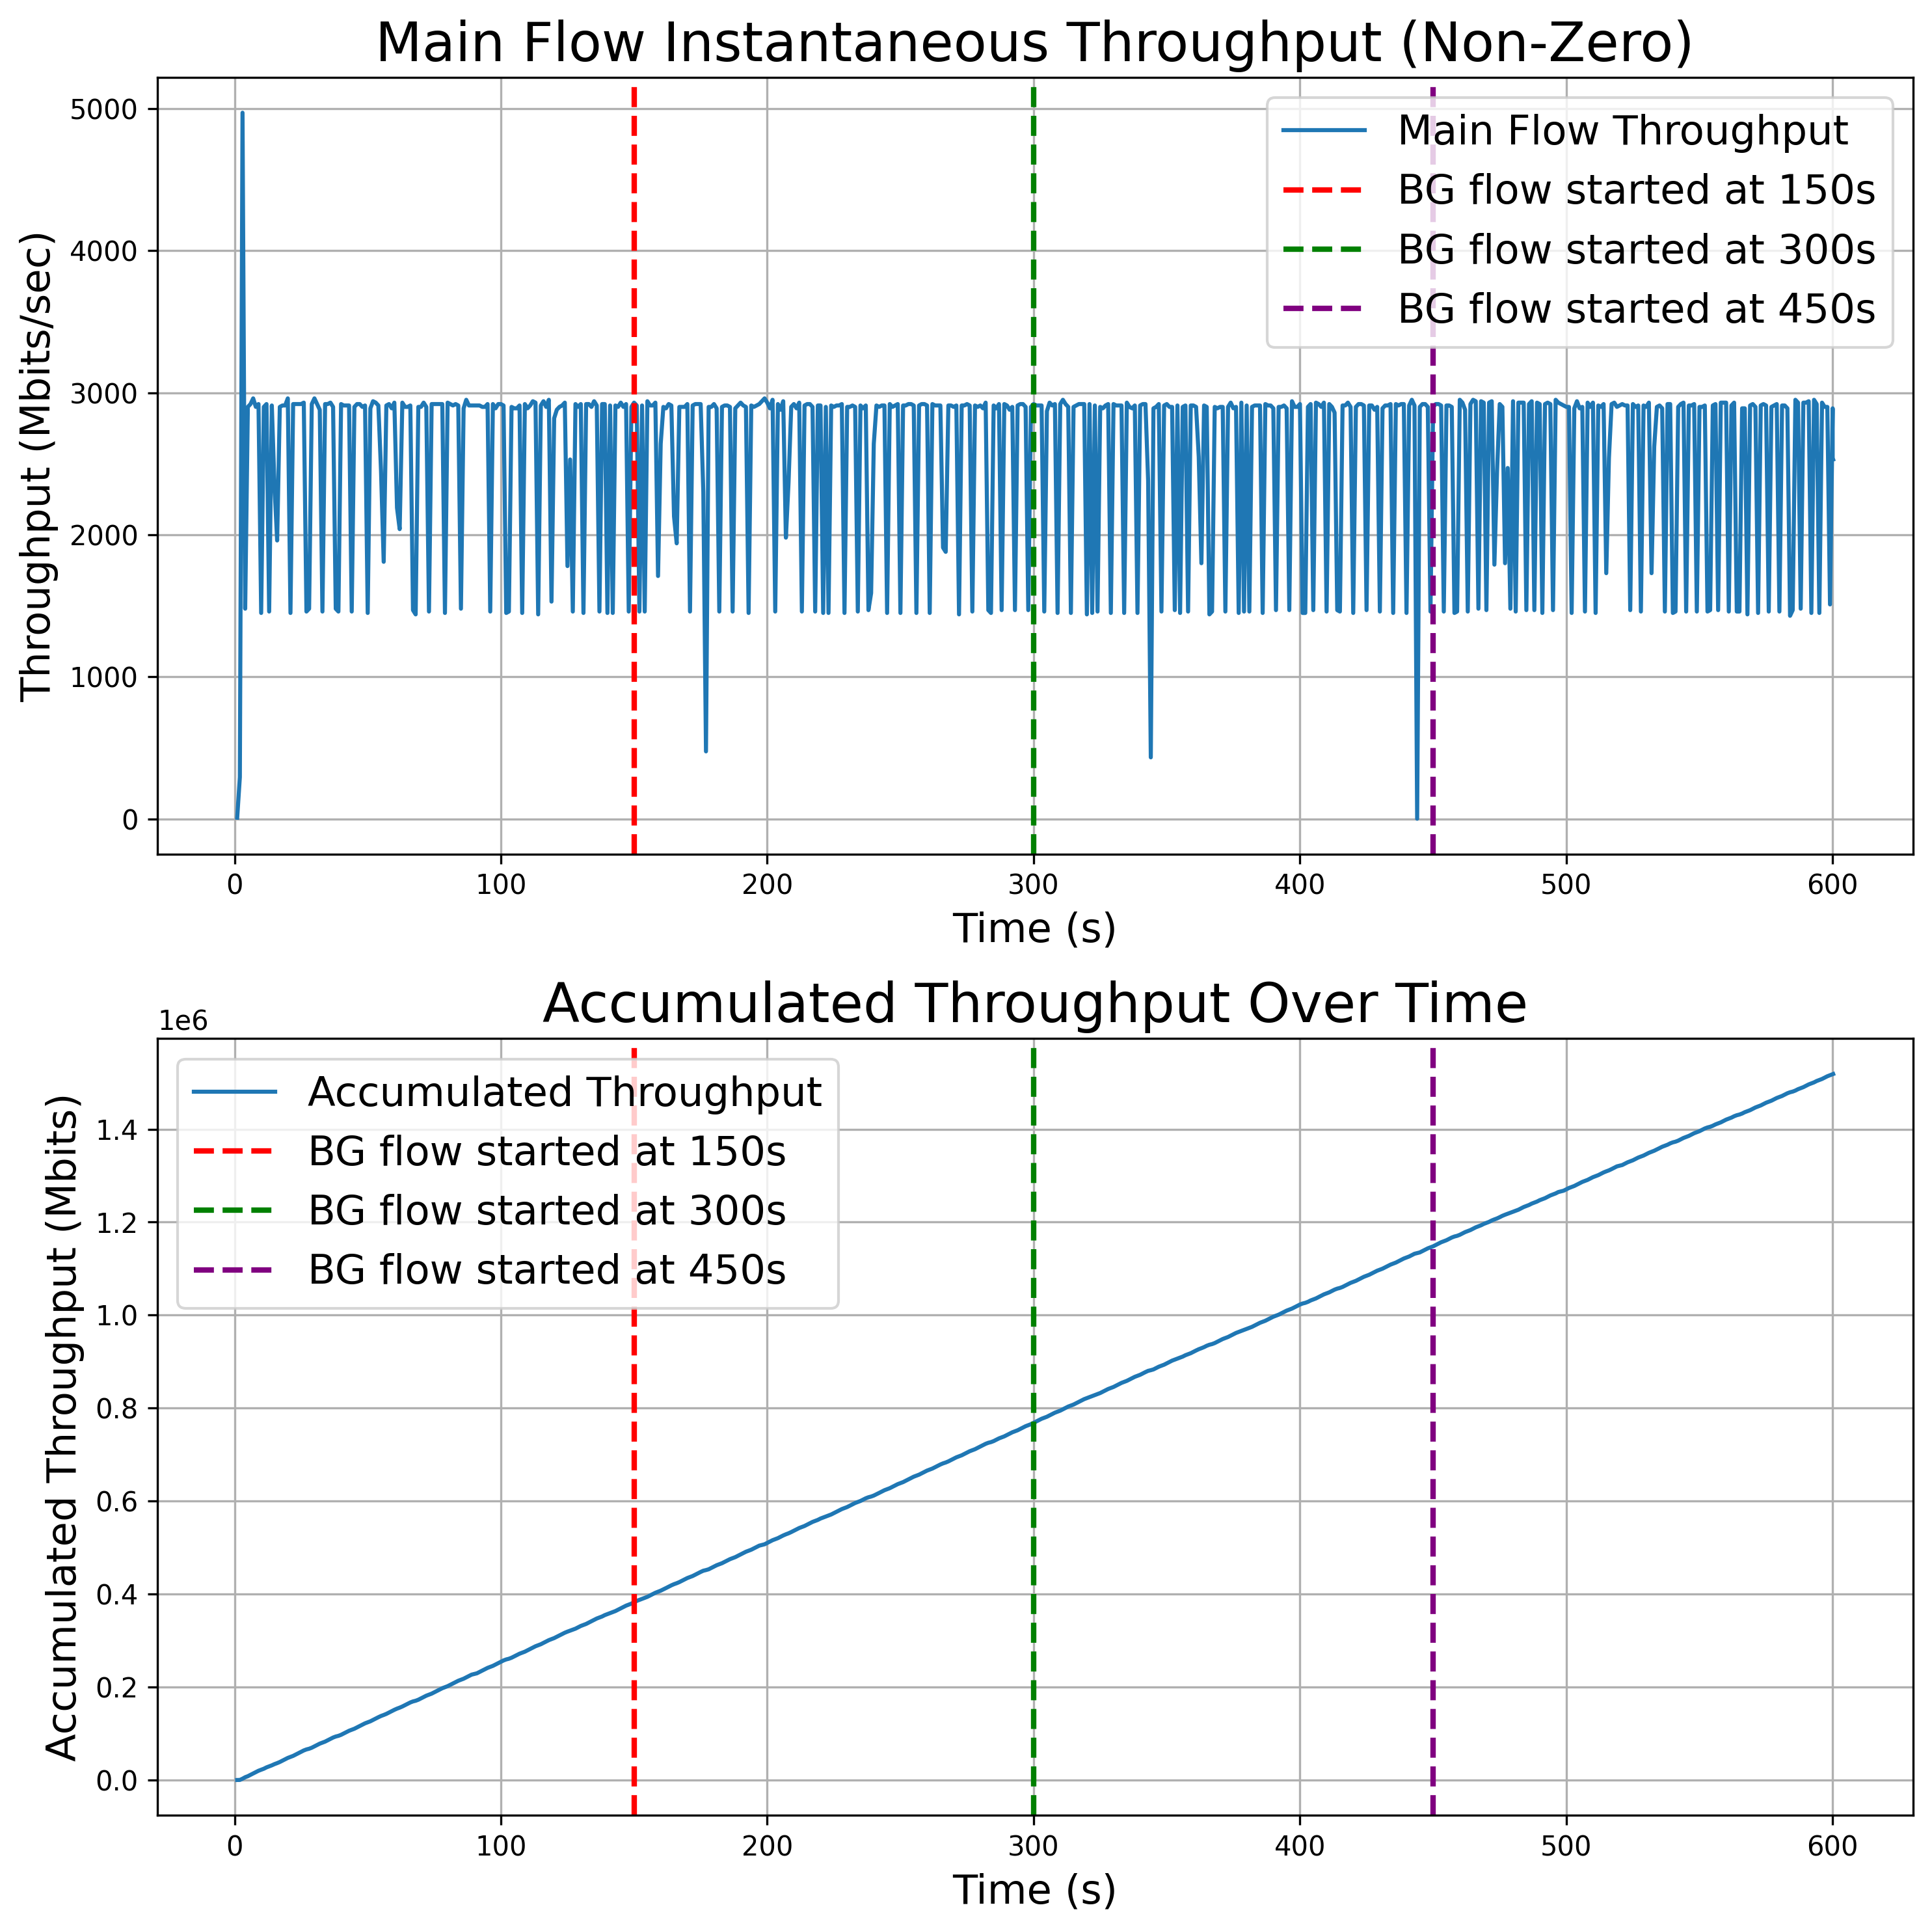 Main Flow Instantaneous Throughput (Non-Zero)
Throughput (Mbits/sec)
5000
4000
3000
2000
1000
0
Main Flow Throughput
BG flow started at 150s
BG flow started at 300s
BG flow started at 450s
0 100 200 300 400 500 600
Time (s)
Accumulated Throughput Over Time
1e6
Accumulated Throughput (Mbits)
1.4
1.2
1.0
0.8
0.6
0.4
0.2
0.0
Accumulated Throughput
BG flow started at 150s
BG flow started at 300s
BG flow started at 450s
0 100 200 300 400 500 600
Time (s)